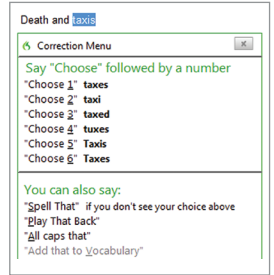 Death and taxis
Correction Menu x
Say "Choose" followed by a number
"Choose 1" taxes
"Choose 2" taxi
"Choose 3" taxed
"Choose 4" tuxes
"Choose 5" Taxis
"Choose 6" Taxes
You can also say:
"Spell That" if you don't see your choice above
"Play That Back"
"All caps that"
"Add that to Vocabulary"